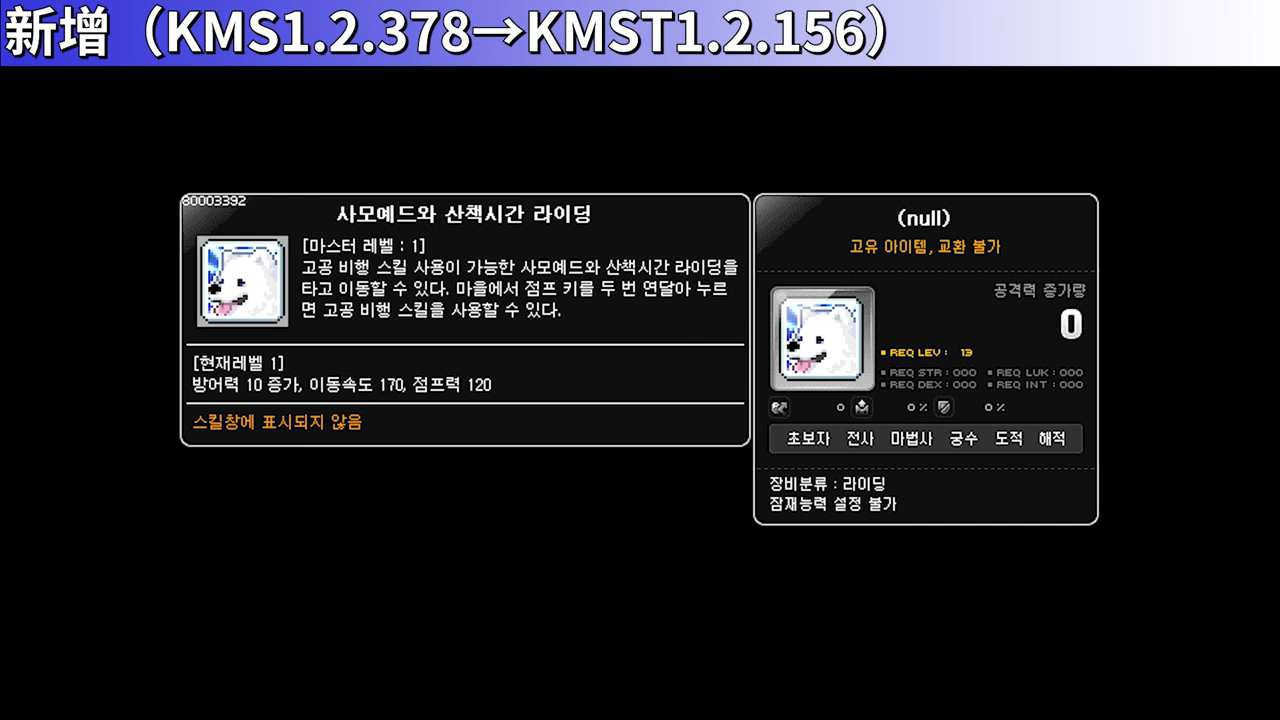 新增（KMS1.2.378→KMST1.2.156）
80003392
사모예드와 산책시간 라이딩
[마스터 레벨 : 1]
고공 비행 스킬 사용이 가능한 사모예드와 산책시간 라이딩을
타고 이동할 수 있다. 마을에서 점프 키를 두 번 연달아 누르
면 고공 비행 스킬을 사용할 수 있다.
[현재레벨 1]
방어력 10 증가, 이동속도 170, 점프력 120
스킬창에 표시되지 않음
(null)
고유 아이템, 교환 불가
공격력 증가량
0
REQ LEV : 13
REQ STR : 000 REQ LUK : 000
REQ DEX : 000 REQ INT : 000
0 0 % 0 %
초보자 전사 마법사 궁수 도적 해적
장비분류 : 라이딩
잠재능력 설정 불가